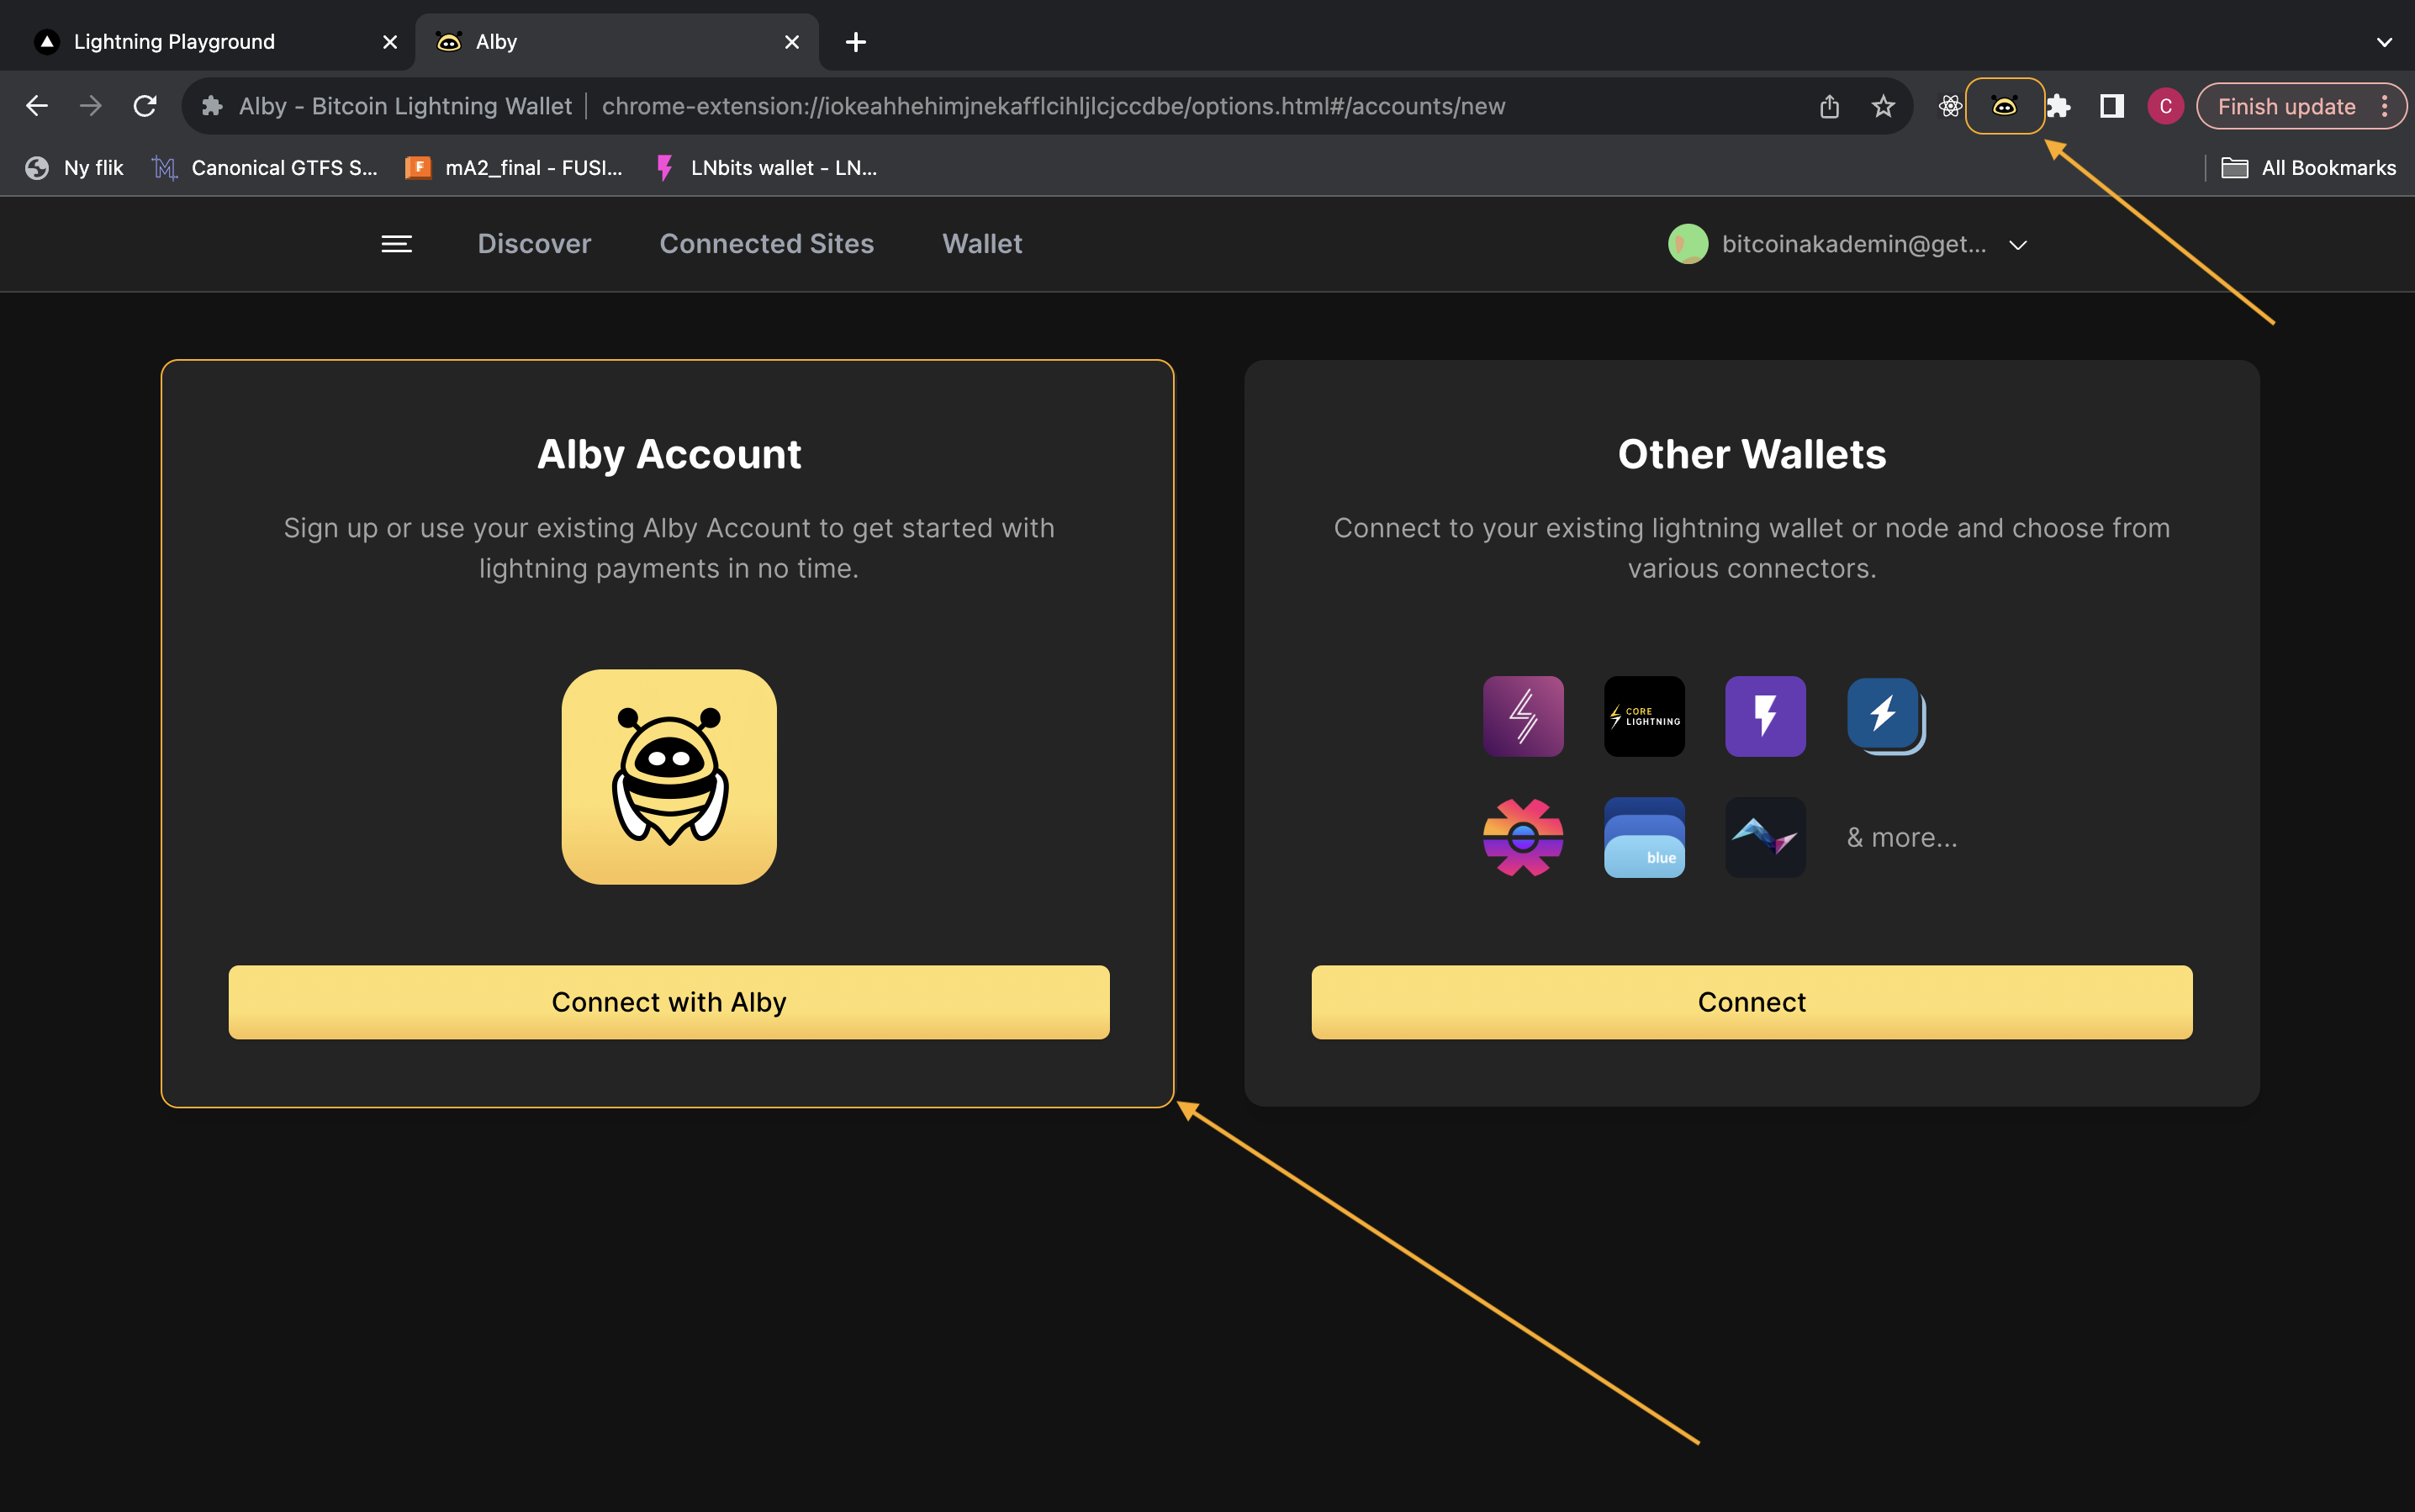 Lightning Playground
Alby
Alby - Bitcoin Lightning Wallet
chrome-extension://iokeahhehimjnekafflcihljlcjccdbe/options.html#/accounts/new
C
Finish update
Ny flik
Canonical GTFS S...
F
mA2_final - FUSI...
LNbits wallet - LN...
All Bookmarks
Discover
Connected Sites
Wallet
bitcoinakademin@get...
Alby Account
Sign up or use your existing Alby Account to get started with
lightning payments in no time.
Connect with Alby
Other Wallets
Connect to your existing lightning wallet or node and choose from
various connectors.
CORE
LIGHTNING
blue
& more...
Connect